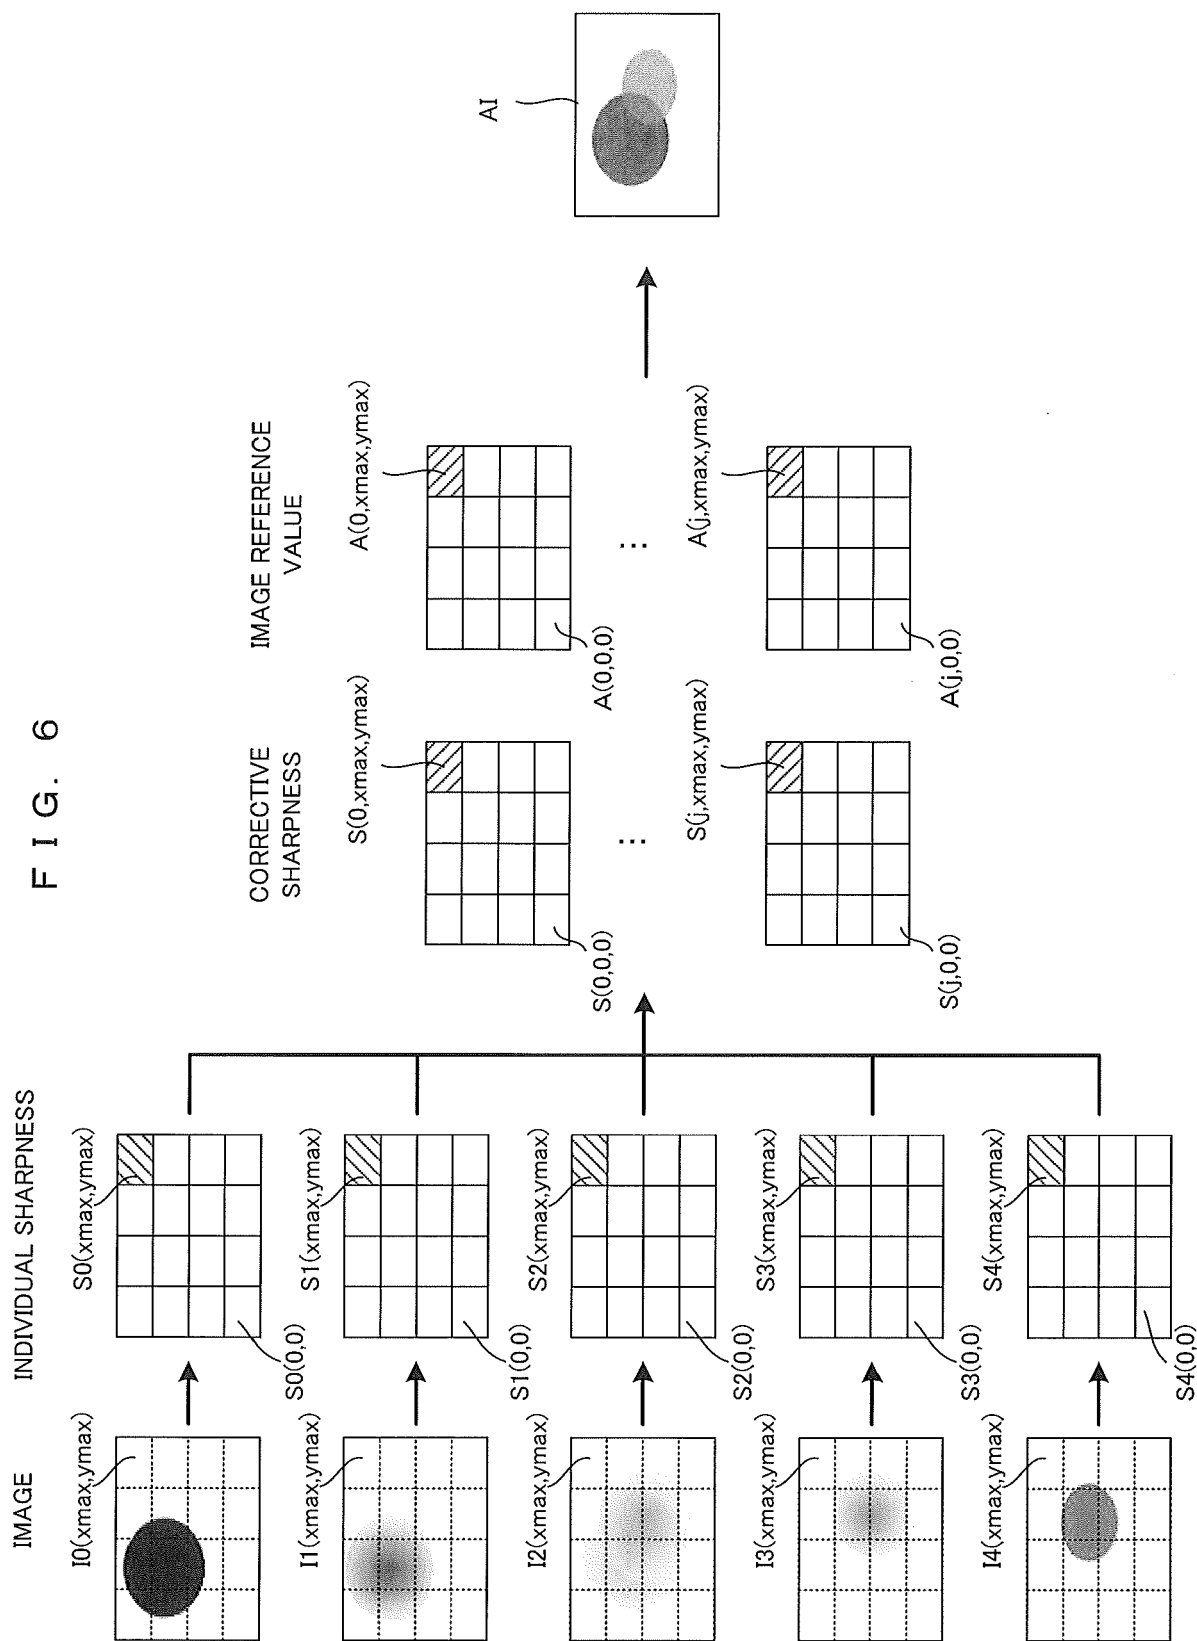 F I G. 6
IMAGE
INDIVIDUAL SHARPNESS
CORRECTIVE
SHARPNESS
IMAGE REFERENCE
VALUE
I0(xmax,ymax)
S0(xmax,ymax)
S0(0,0)
I1(xmax,ymax)
S1(xmax,ymax)
S1(0,0)
I2(xmax,ymax)
S2(xmax,ymax)
S2(0,0)
I3(xmax,ymax)
S3(xmax,ymax)
S3(0,0)
I4(xmax,ymax)
S4(xmax,ymax)
S4(0,0)
S(0,xmax,ymax)
S(0,0,0)
...
S(j,xmax,ymax)
S(j,0,0)
A(0,xmax,ymax)
A(0,0,0)
...
A(j,xmax,ymax)
A(j,0,0)
AI